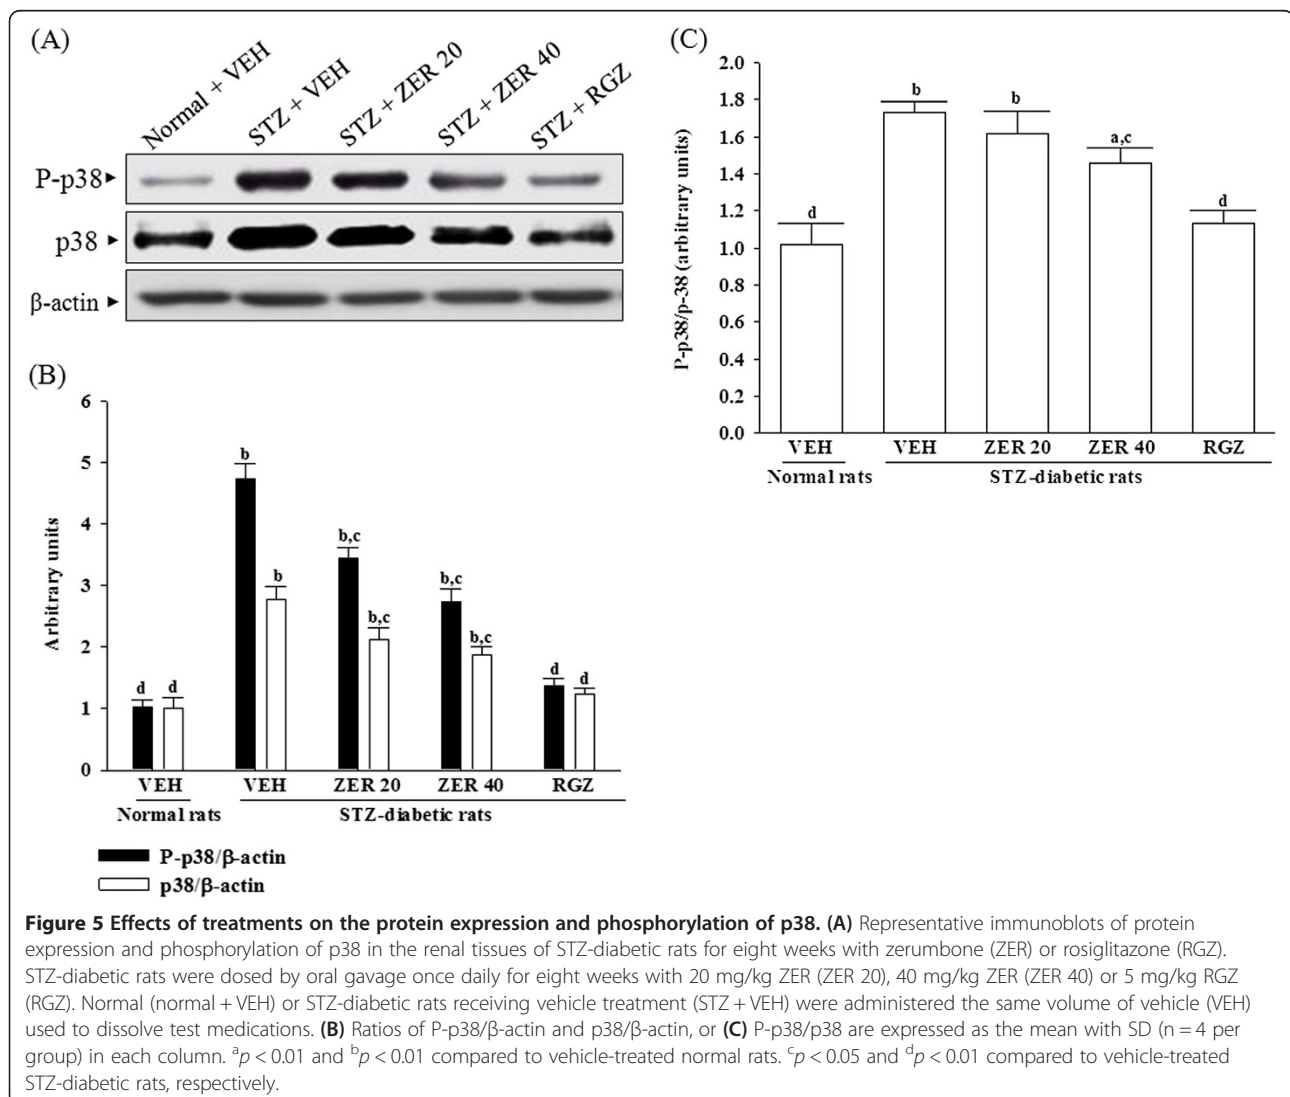 (A)
Normal + VEH
STZ + VEH
STZ + ZER 20
STZ + ZER 40
STZ + RGZ
P-p38
p38
β-actin
(B)
Arbitrary units
6
5
4
3
2
1
0
d
d
b
b
b,c
b,c
b,c
b,c
d
d
VEH
VEH
ZER 20
ZER 40
RGZ
Normal rats
STZ-diabetic rats
P-p38/β-actin
p38/β-actin
(C)
P-p38/p-38 (arbitrary units)
2.0
1.8
1.6
1.4
1.2
1.0
0.8
0.6
0.4
0.2
0.0
d
b
b
a,c
d
VEH
VEH
ZER 20
ZER 40
RGZ
Normal rats
STZ-diabetic rats
Figure 5 Effects of treatments on the protein expression and phosphorylation of p38. (A) Representative immunoblots of protein
expression and phosphorylation of p38 in the renal tissues of STZ-diabetic rats for eight weeks with zerumbone (ZER) or rosiglitazone (RGZ).
STZ-diabetic rats were dosed by oral gavage once daily for eight weeks with 20 mg/kg ZER (ZER 20), 40 mg/kg ZER (ZER 40) or 5 mg/kg RGZ
(RGZ). Normal (normal + VEH) or STZ-diabetic rats receiving vehicle treatment (STZ + VEH) were administered the same volume of vehicle (VEH)
used to dissolve test medications. (B) Ratios of P-p38/β-actin and p38/β-actin, or (C) P-p38/p38 are expressed as the mean with SD (n = 4 per
group) in each column. ᵃp < 0.01 and ᵇp < 0.01 compared to vehicle-treated normal rats. ᶜp < 0.05 and ᵈp < 0.01 compared to vehicle-treated
STZ-diabetic rats, respectively.